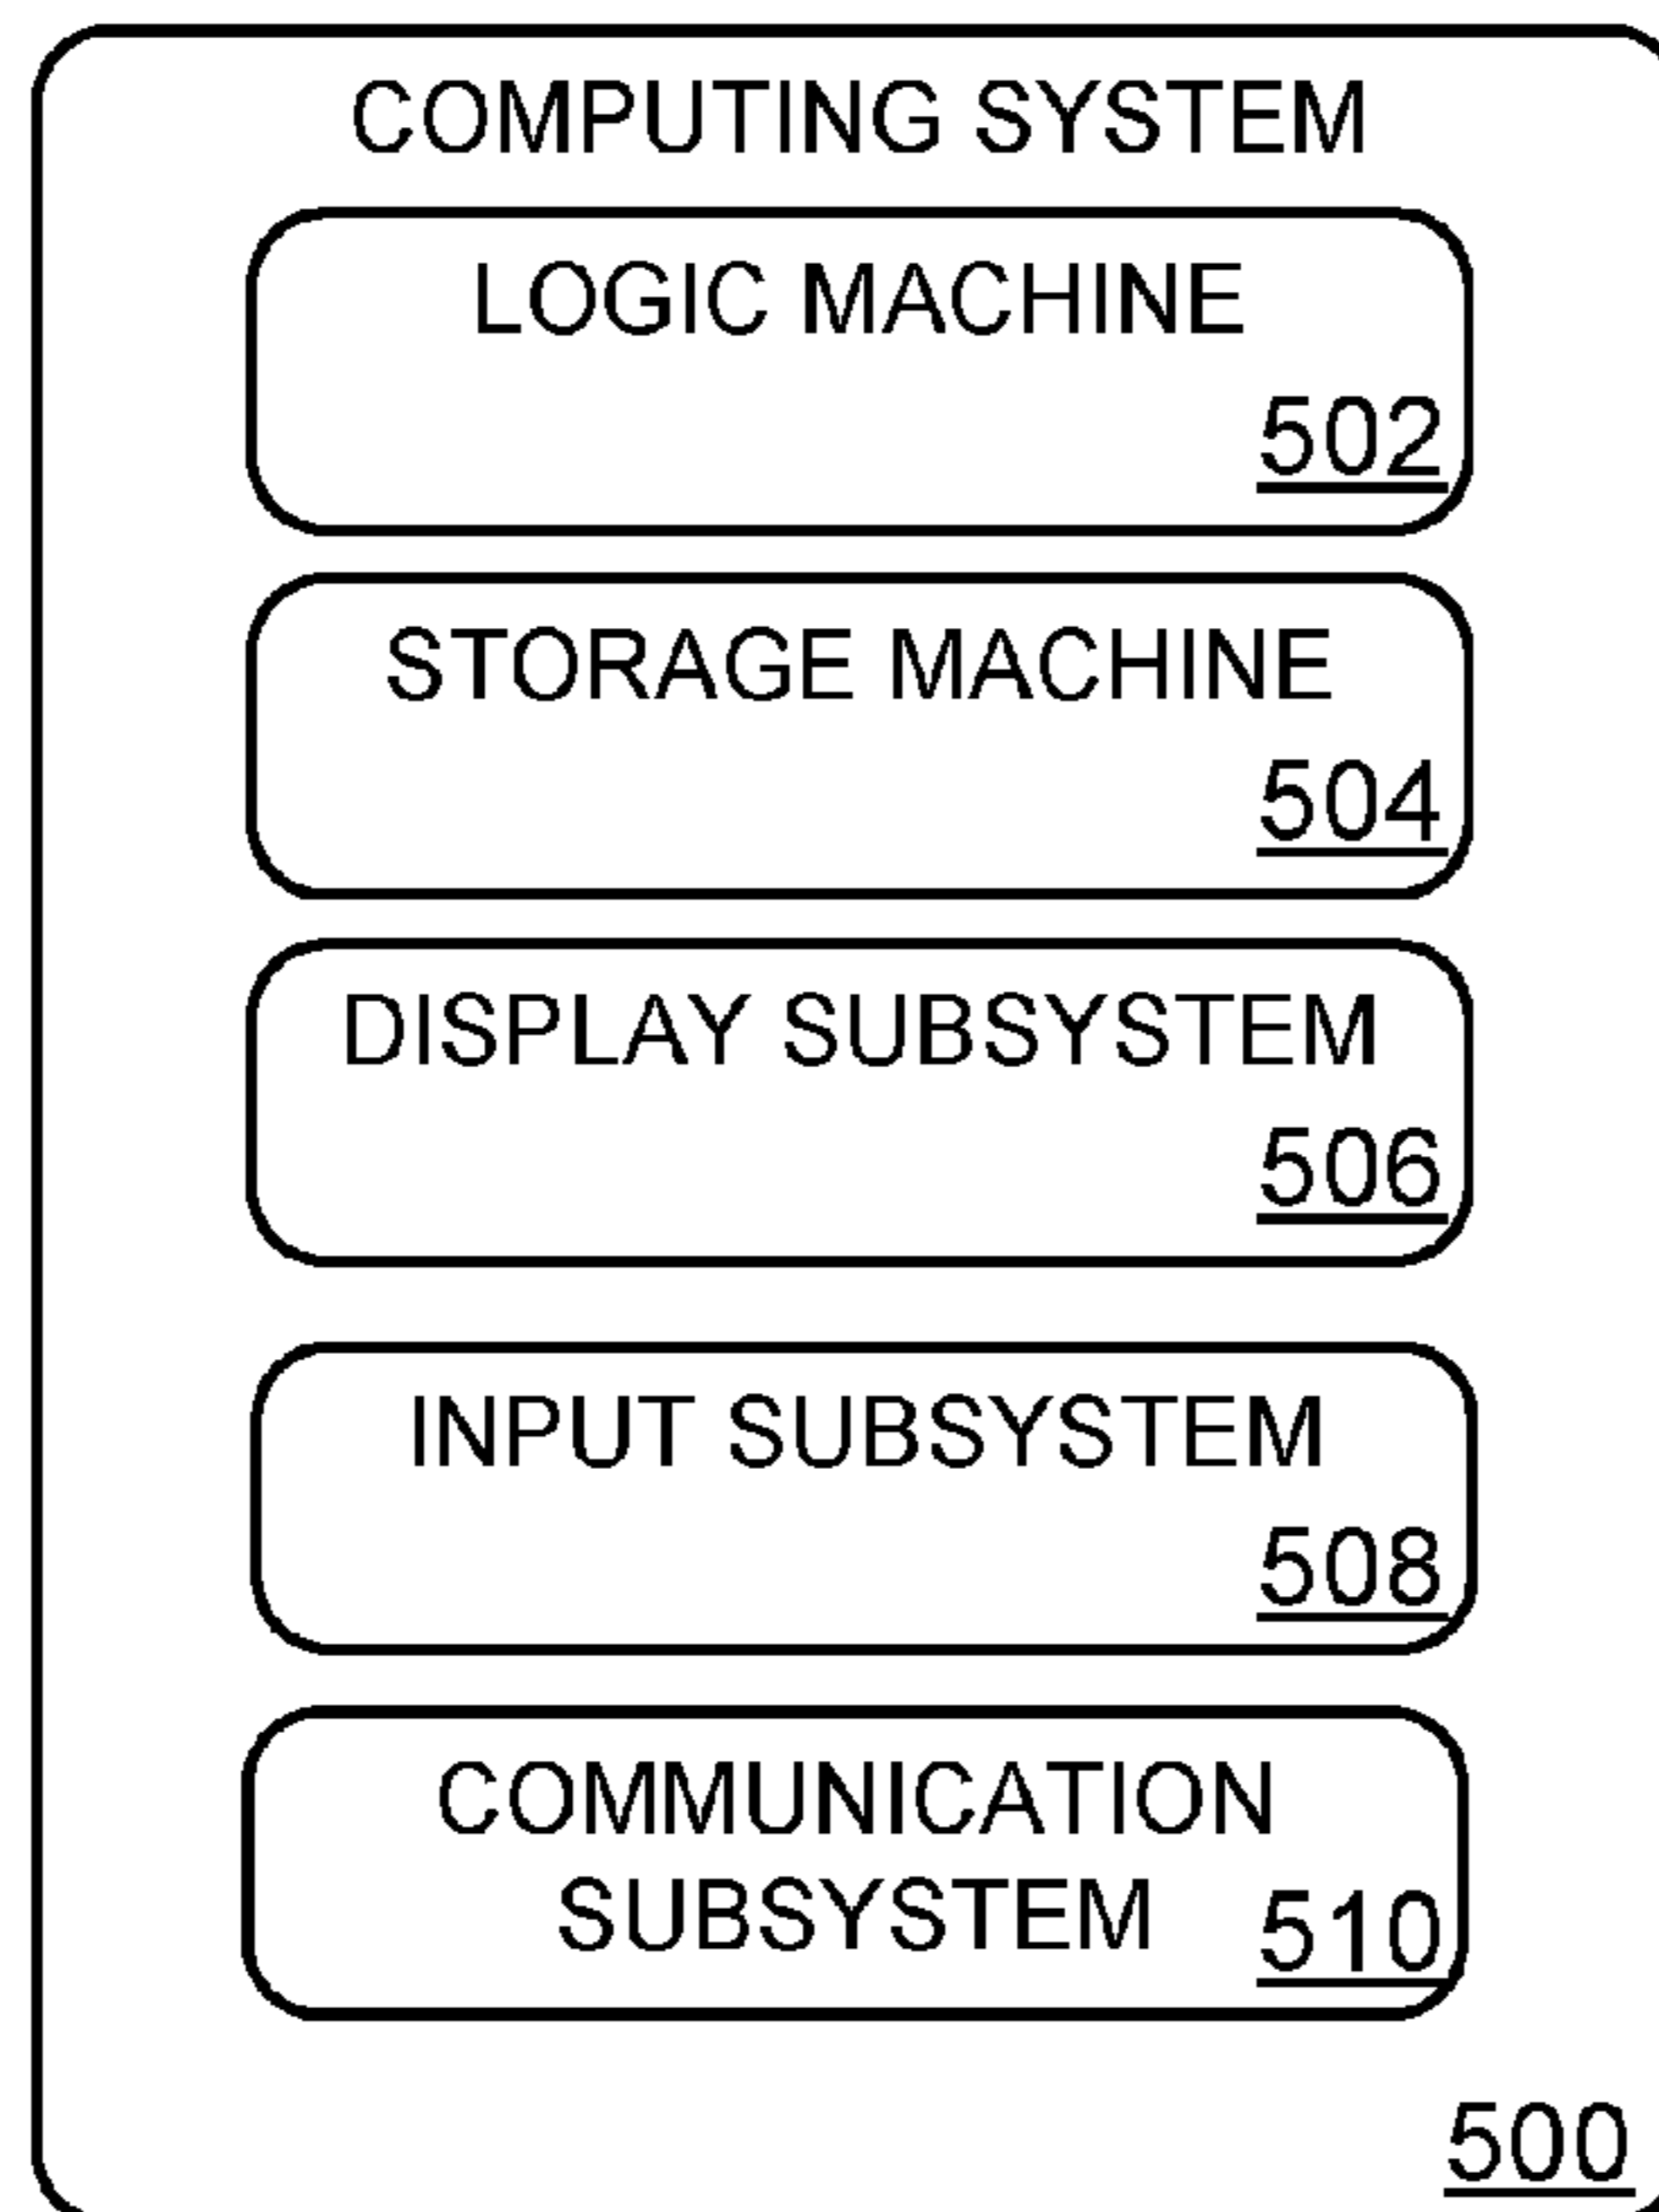 COMPUTING SYSTEM
LOGIC MACHINE
502
STORAGE MACHINE
504
DISPLAY SUBSYSTEM
506
INPUT SUBSYSTEM
508
COMMUNICATION
SUBSYSTEM 510
500